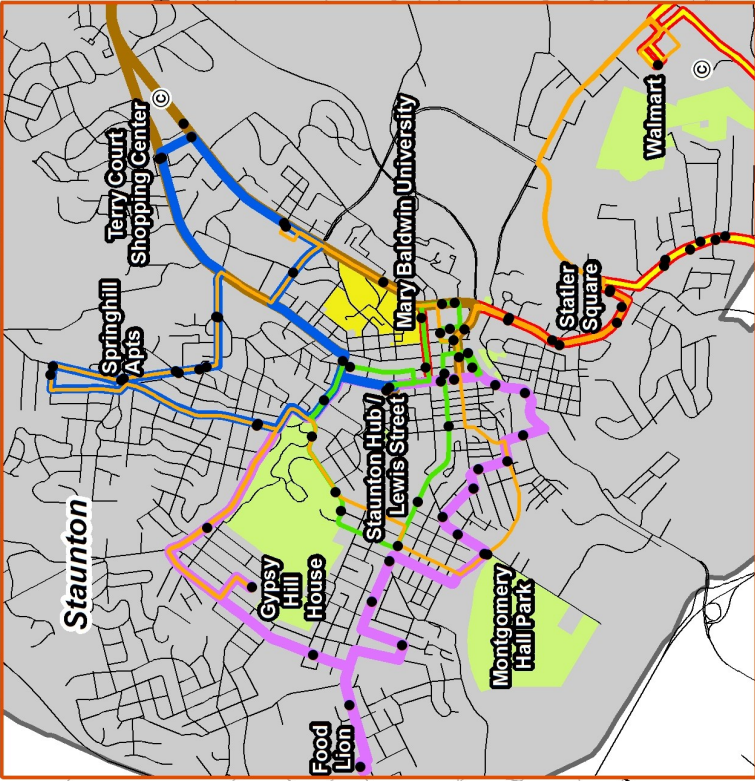 Staunton
Springhill
Apts
Terry Court
Shopping Center
©
Gypsy
Hill
House
Food
Lion
Staunton Hub/
Lewis Street
Mary Baldwin University
Montgomery
Hall Park
Statler
Square
Walmart
©